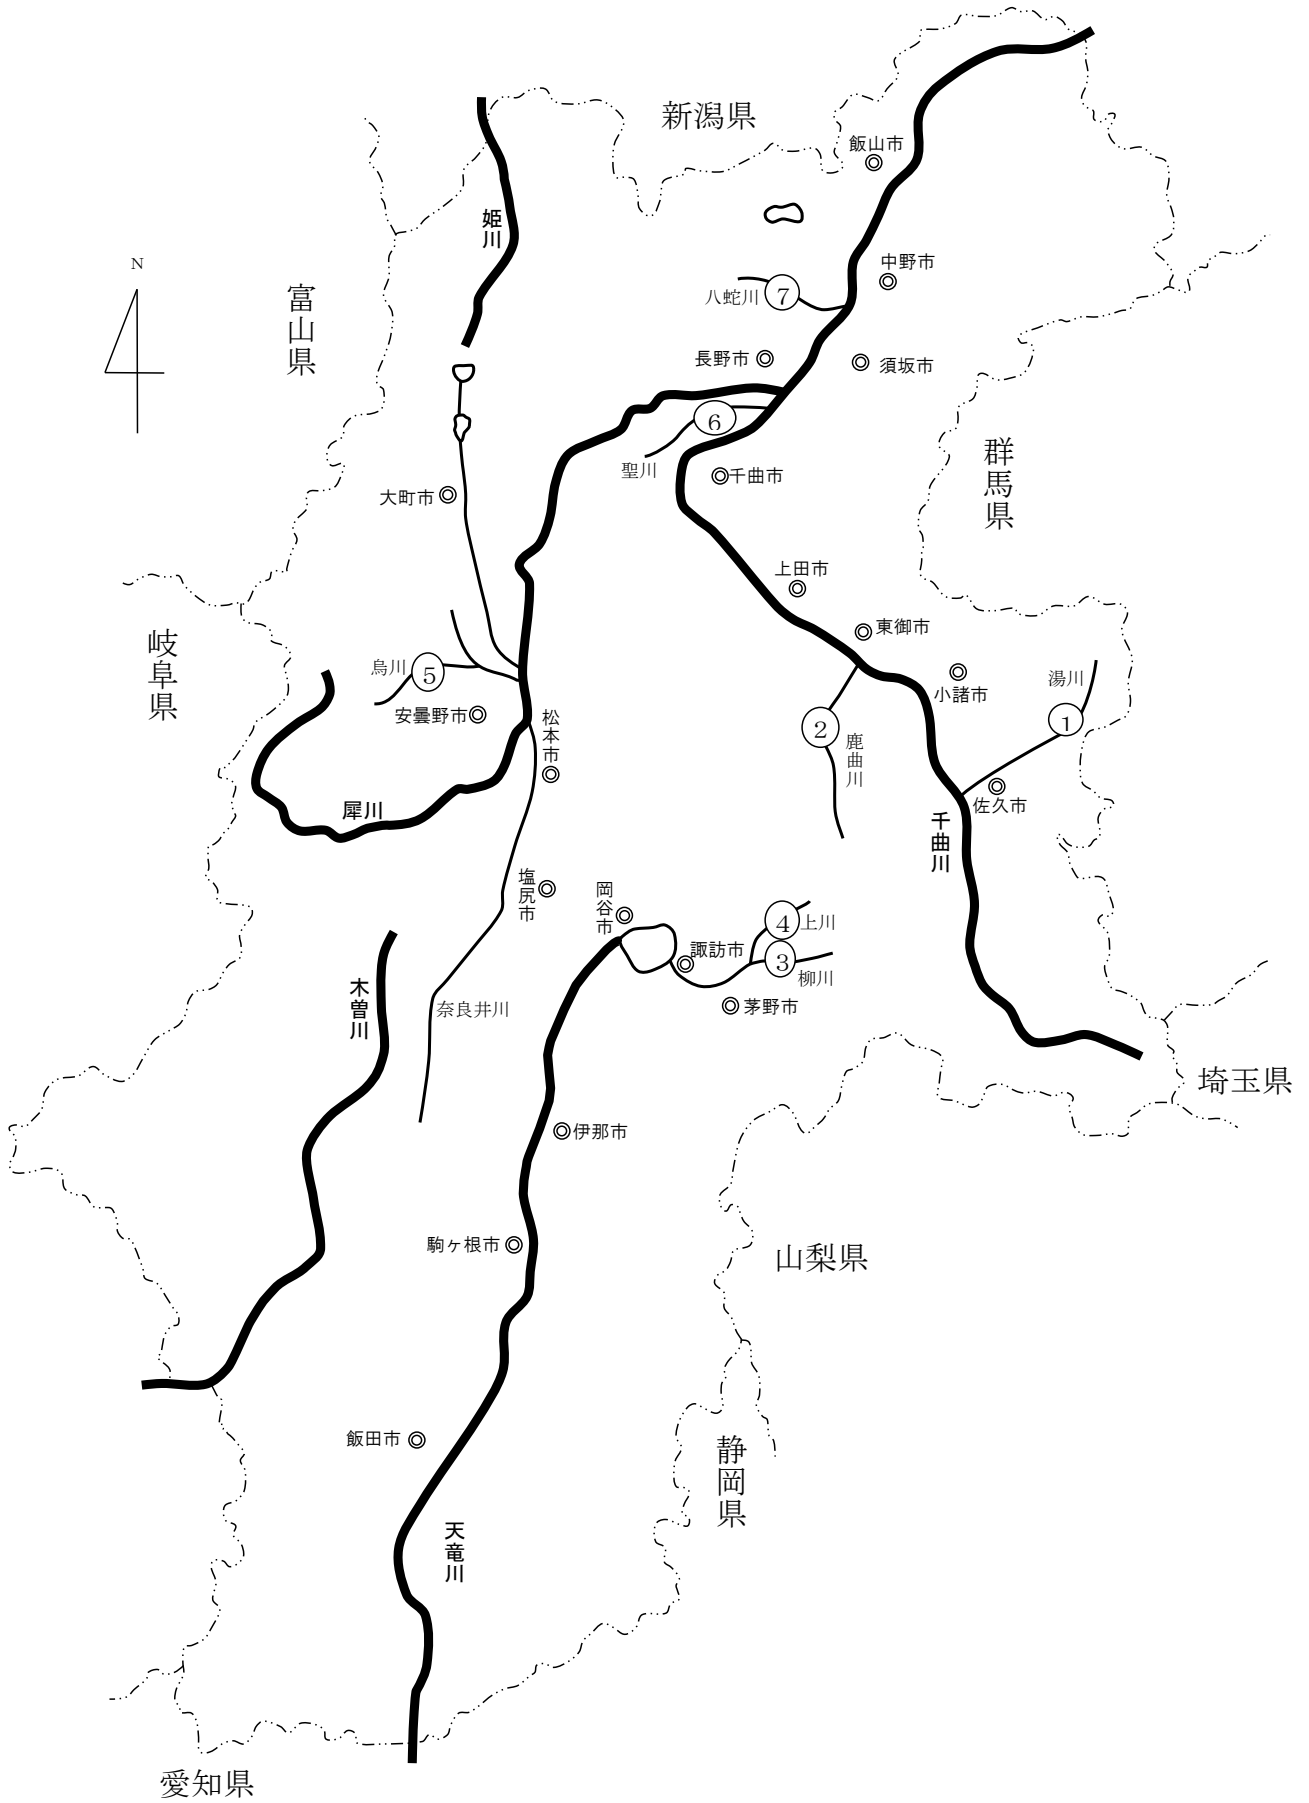 新潟県
飯山市
姫川
N
中野市
富山県
八蛇川
7
長野市
須坂市
6
聖川
千曲市
群馬県
大町市
上田市
東御市
岐阜県
烏川
5
小諸市
湯川
1
安曇野市
松本市
2
鹿曲川
佐久市
犀川
千曲川
塩尻市
岡谷市
4
上川
諏訪市
3
柳川
茅野市
木曽川
奈良井川
埼玉県
伊那市
駒ヶ根市
山梨県
飯田市
静岡県
天竜川
愛知県